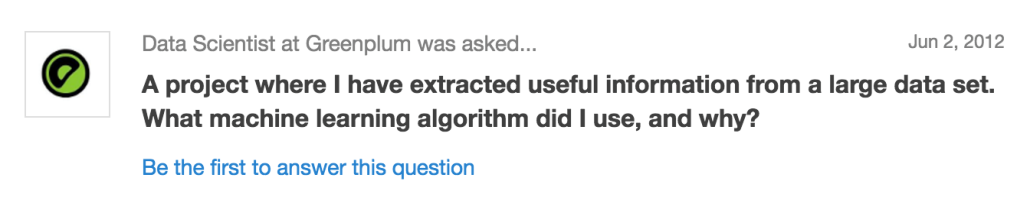 Data Scientist at Greenplum was asked...
Jun 2, 2012
A project where I have extracted useful information from a large data set.
What machine learning algorithm did I use, and why?
Be the first to answer this question